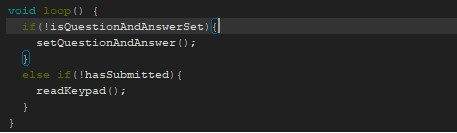 void loop() {
  if(!isQuestionAndAnswerSet){
    setQuestionAndAnswer();
  }
  else if(!hasSubmitted){
    readKeypad();
  }
}